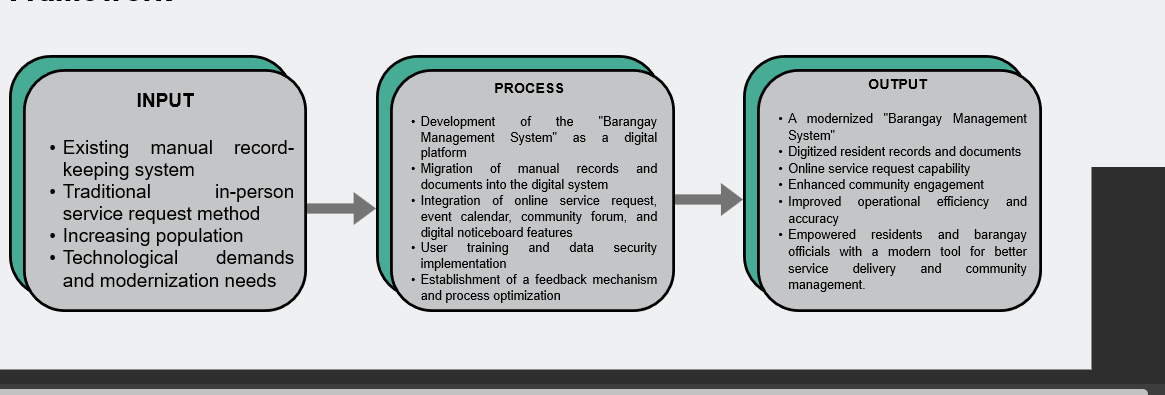 INPUT
• Existing manual record-
keeping system
• Traditional in-person
service request method
• Increasing population
• Technological demands
and modernization needs
PROCESS
• Development of the "Barangay
Management System" as a digital
platform
• Migration of manual records and
documents into the digital system
• Integration of online service request,
event calendar, community forum, and
digital noticeboard features
• User training and data security
implementation
• Establishment of a feedback mechanism
and process optimization
OUTPUT
• A modernized "Barangay Management
System"
• Digitized resident records and documents
• Online service request capability
• Enhanced community engagement
• Improved operational efficiency and
accuracy
• Empowered residents and barangay
officials with a modern tool for better
service delivery and community
management.